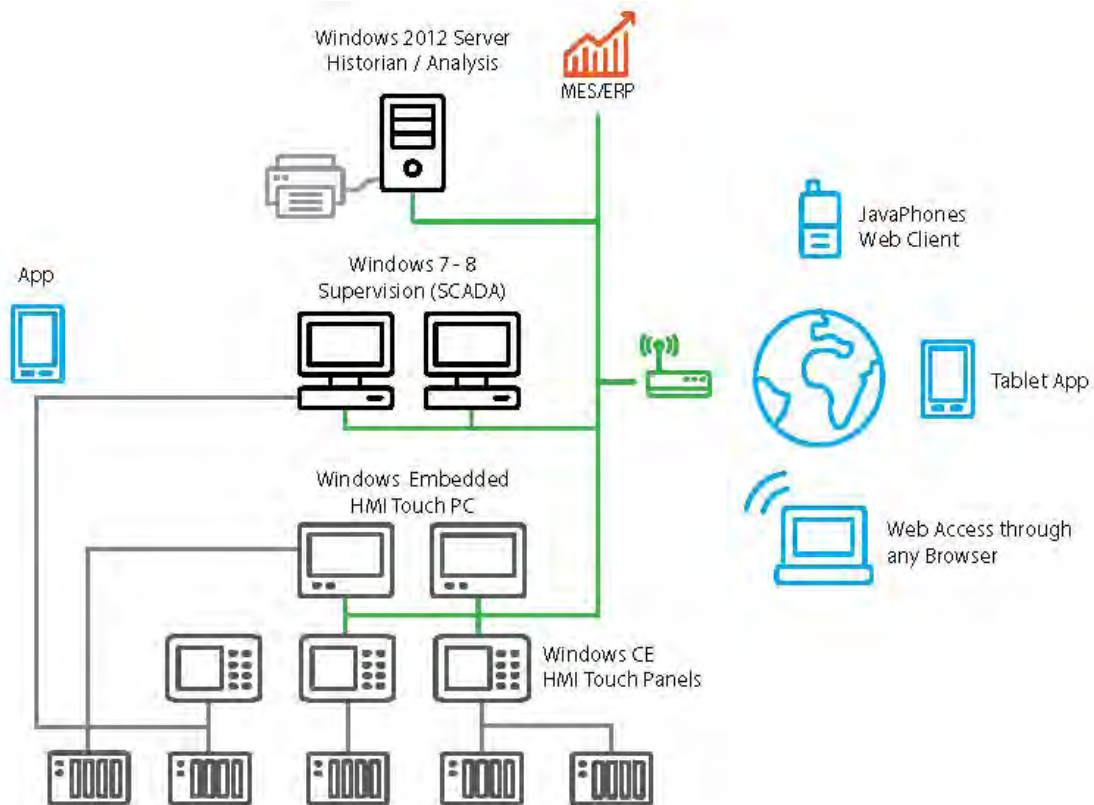 Windows 2012 Server
Historian / Analysis
MES/ERP
JavaPhones
Web Client
App
Windows 7 - 8
Supervision (SCADA)
Tablet App
Windows Embedded
HMI Touch PC
Web Access through
any Browser
Windows CE
HMI Touch Panels